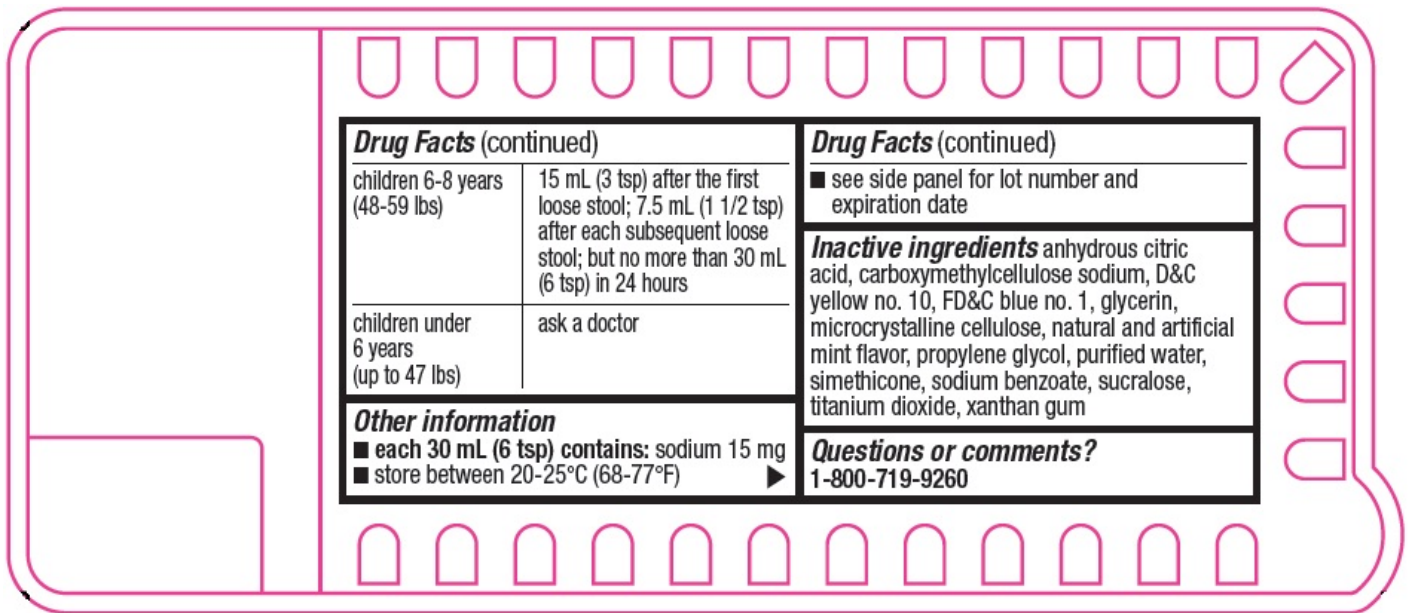 Drug Facts (continued)
children 6-8 years
(48-59 lbs)
15 mL (3 tsp) after the first
loose stool; 7.5 mL (1 1/2 tsp)
after each subsequent loose
stool; but no more than 30 mL
(6 tsp) in 24 hours
children under
6 years
(up to 47 lbs)
ask a doctor
Other information
■ each 30 mL (6 tsp) contains: sodium 15 mg
■ store between 20-25°C (68-77°F) ▶
Drug Facts (continued)
■ see side panel for lot number and
expiration date
Inactive ingredients anhydrous citric
acid, carboxymethylcellulose sodium, D&C
yellow no. 10, FD&C blue no. 1, glycerin,
microcrystalline cellulose, natural and artificial
mint flavor, propylene glycol, purified water,
simethicone, sodium benzoate, sucralose,
titanium dioxide, xanthan gum
Questions or comments?
1-800-719-9260